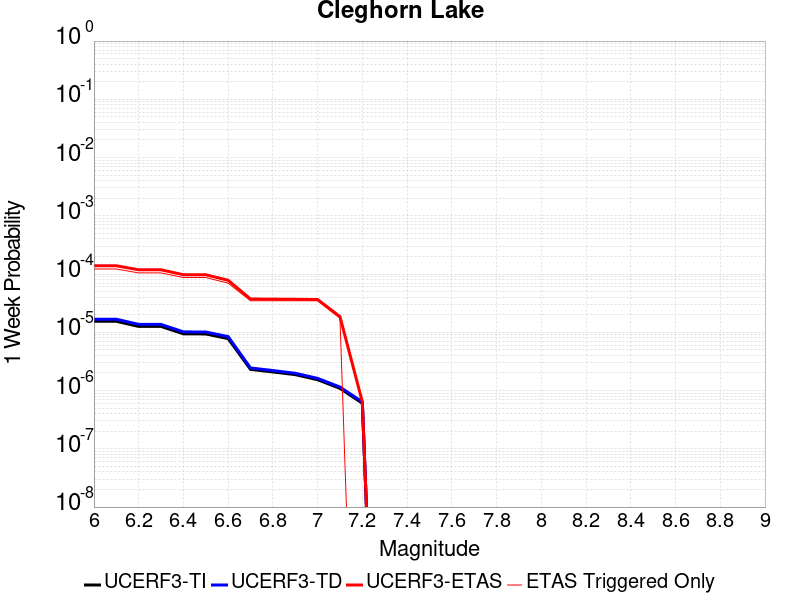 Cleghorn Lake
10^0
10^-1
10^-2
10^-3
10^-4
10^-5
10^-6
10^-7
10^-8
1 Week Probability
6 6.2 6.4 6.6 6.8 7 7.2 7.4 7.6 7.8 8 8.2 8.4 8.6 8.8 9
Magnitude
UCERF3-TI UCERF3-TD UCERF3-ETAS ETAS Triggered Only